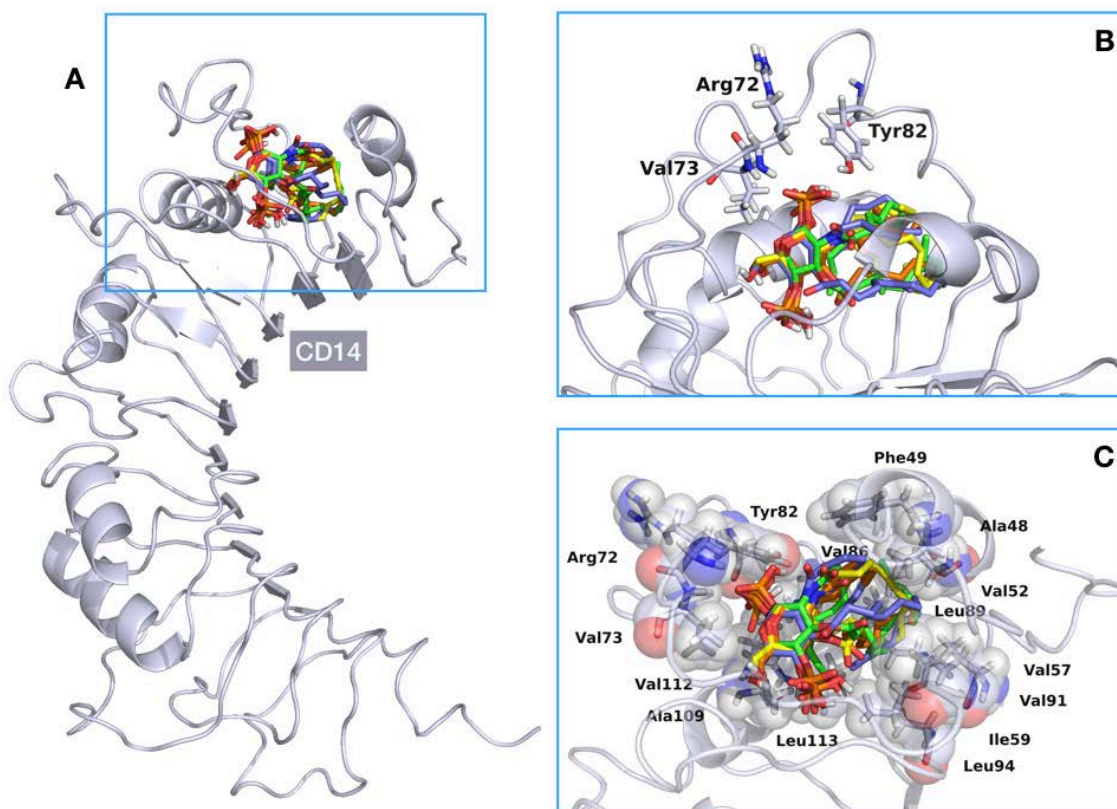 A
CD14
B
Arg72
Tyr82
Val73
C
Phe49
Tyr82
Ala48
Arg72
Val86
Val52
Leu89
Val73
Val57
Val112
Val91
Ala109
Ile59
Leu113
Leu94